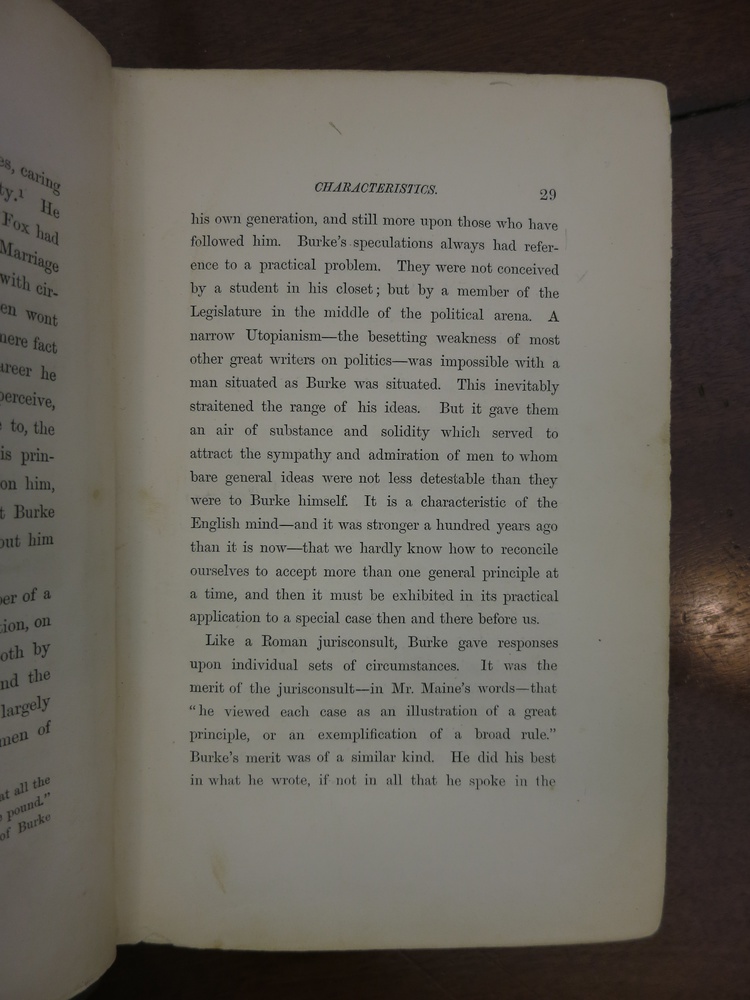 es, caring
ty.¹ He
Fox had
Marriage
with cir-
en wont
nere fact
areer he
perceive,
to, the
is prin-
on him,
t Burke
out him
er of a
tion, on
oth by
nd the
largely
men of
at all the
pound."
of Burke
CHARACTERISTICS.
29
his own generation, and still more upon those who have
followed him. Burke's speculations always had refer-
ence to a practical problem. They were not conceived
by a student in his closet; but by a member of the
Legislature in the middle of the political arena. A
narrow Utopianism—the besetting weakness of most
other great writers on politics—was impossible with a
man situated as Burke was situated. This inevitably
straitened the range of his ideas. But it gave them
an air of substance and solidity which served to
attract the sympathy and admiration of men to whom
bare general ideas were not less detestable than they
were to Burke himself. It is a characteristic of the
English mind—and it was stronger a hundred years ago
than it is now—that we hardly know how to reconcile
ourselves to accept more than one general principle at
a time, and then it must be exhibited in its practical
application to a special case then and there before us.
Like a Roman jurisconsult, Burke gave responses
upon individual sets of circumstances. It was the
merit of the jurisconsult—in Mr. Maine's words—that
"he viewed each case as an illustration of a great
principle, or an exemplification of a broad rule."
Burke's merit was of a similar kind. He did his best
in what he wrote, if not in all that he spoke in the